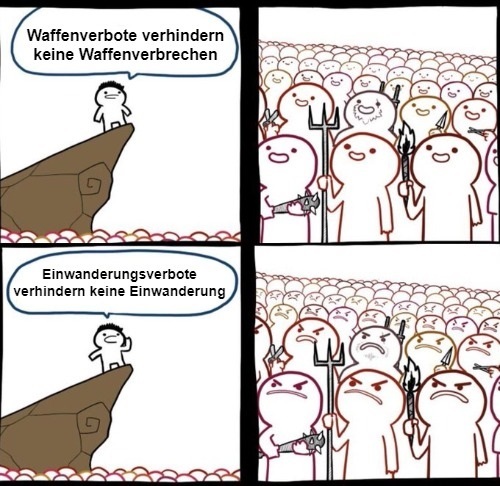 Waffenverbote verhindern
keine Waffenverbrechen
Einwanderungsverbote
verhindern keine Einwanderung